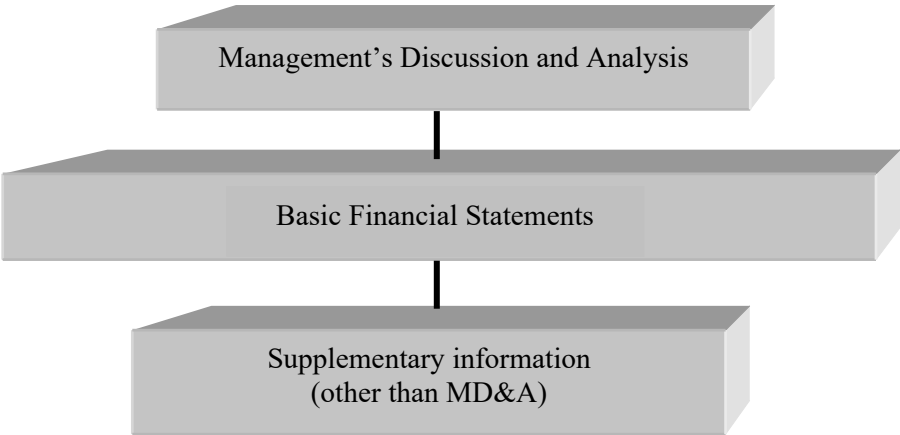 Management’s Discussion and Analysis
Basic Financial Statements
Supplementary information
(other than MD&A)